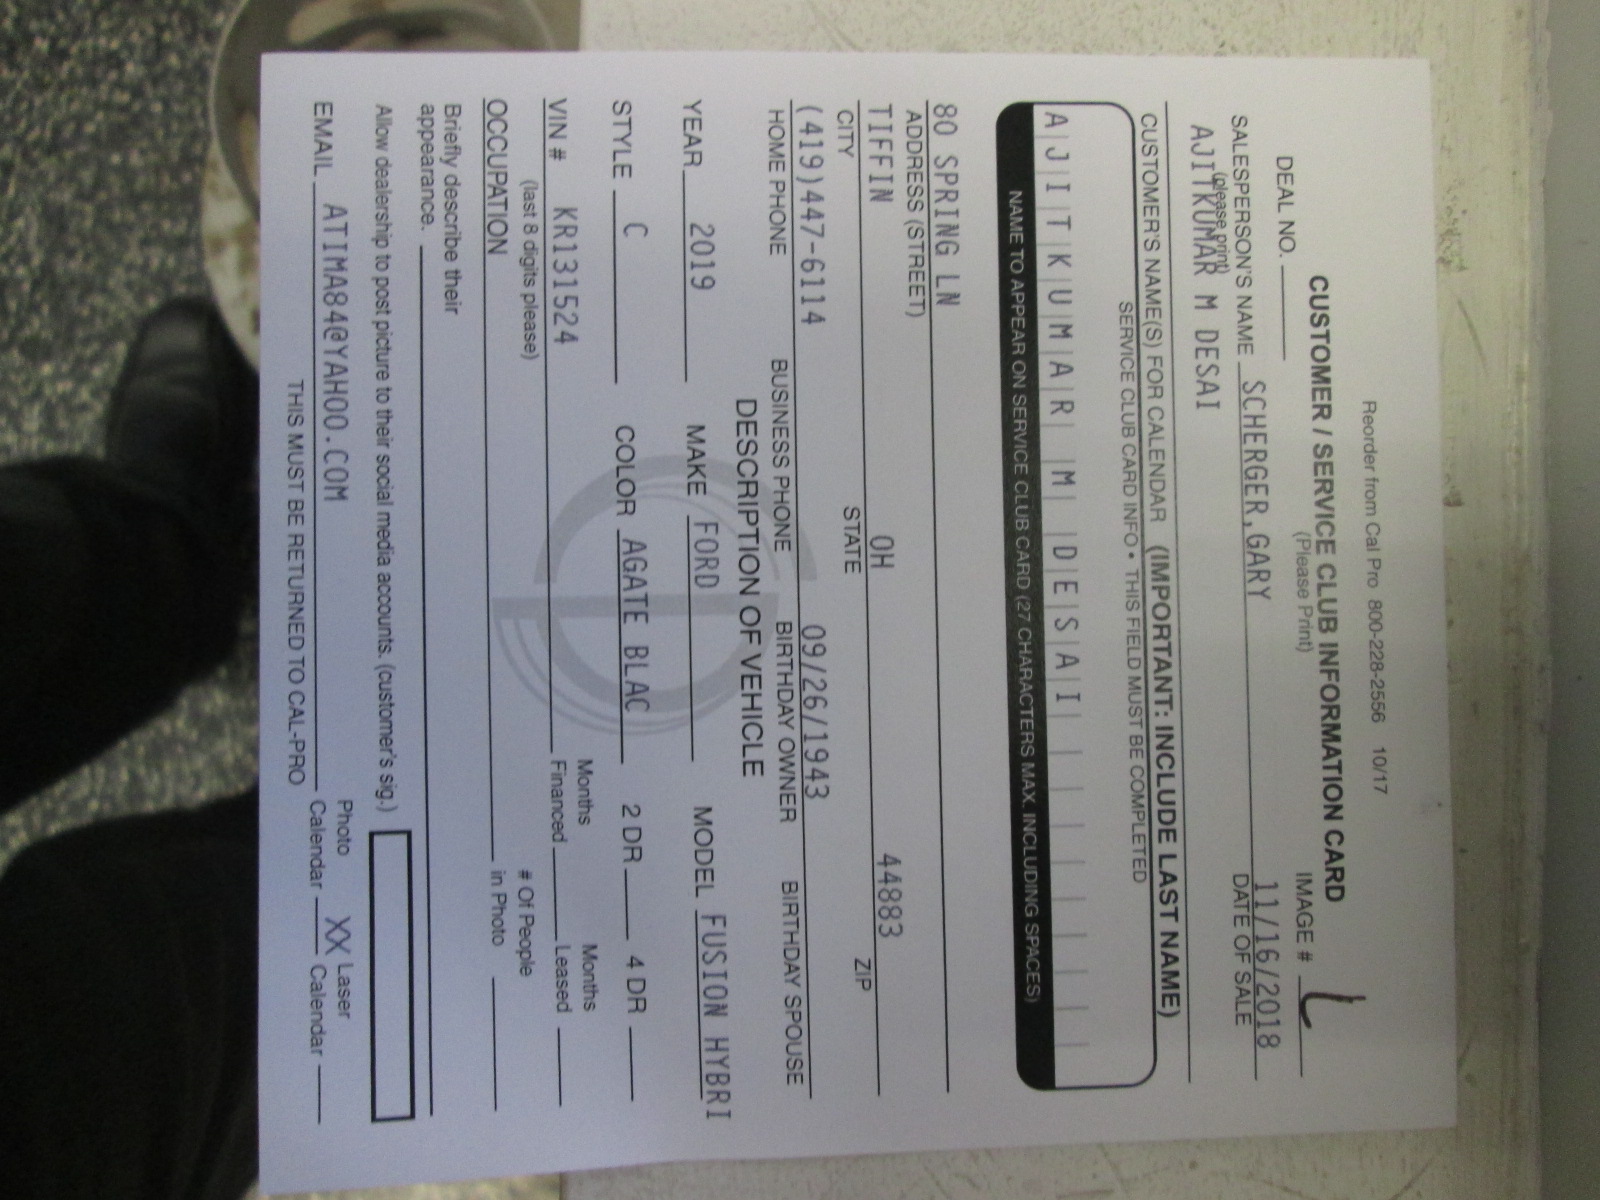 Reorder from Cal Pro 800-228-2556 10/17
CUSTOMER / SERVICE CLUB INFORMATION CARD
(Please Print)
DEAL NO. IMAGE #
SALESPERSON'S NAME SCHERGER,GARY 11/16/2018
(please print) DATE OF SALE
AJITKUMAR M DESAI
CUSTOMER'S NAME(S) FOR CALENDAR (IMPORTANT: INCLUDE LAST NAME)
SERVICE CLUB CARD INFO • THIS FIELD MUST BE COMPLETED
AJITKUMAR M DESAI
NAME TO APPEAR ON SERVICE CLUB CARD (27 CHARACTERS MAX. INCLUDING SPACES)
80 SPRING LN
ADDRESS (STREET)
TIFFIN OH 44883
CITY STATE ZIP
(419)447-6114 09/26/1943
HOME PHONE BUSINESS PHONE BIRTHDAY OWNER BIRTHDAY SPOUSE
DESCRIPTION OF VEHICLE
YEAR 2019 MAKE FORD MODEL FUSION HYBRI
STYLE C COLOR AGATE BLAC 2 DR 4 DR
VIN # KR131524 Months Financed Months Leased
(last 8 digits please)
OCCUPATION # Of People in Photo
Briefly describe their
appearance.
Allow dealership to post picture to their social media accounts. (customer's sig.)
EMAIL ATIMA84@YAHOO.COM Photo Calendar XX Laser Calendar
THIS MUST BE RETURNED TO CAL-PRO